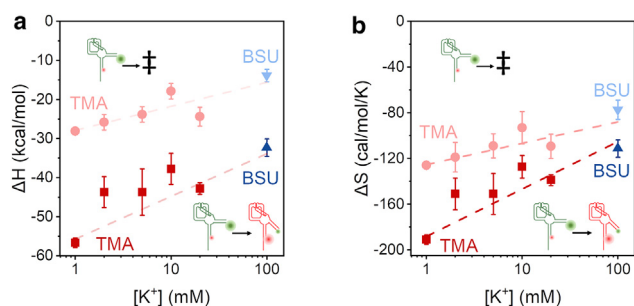 a
0
-10
-20
-30
-40
-50
-60
ΔH (kcal/mol)
BSU
TMA
BSU
TMA
‡
1
10
100
[K⁺] (mM)
b
0
-40
-80
-120
-160
-200
ΔS (cal/mol/K)
BSU
TMA
BSU
TMA
‡
1
10
100
[K⁺] (mM)